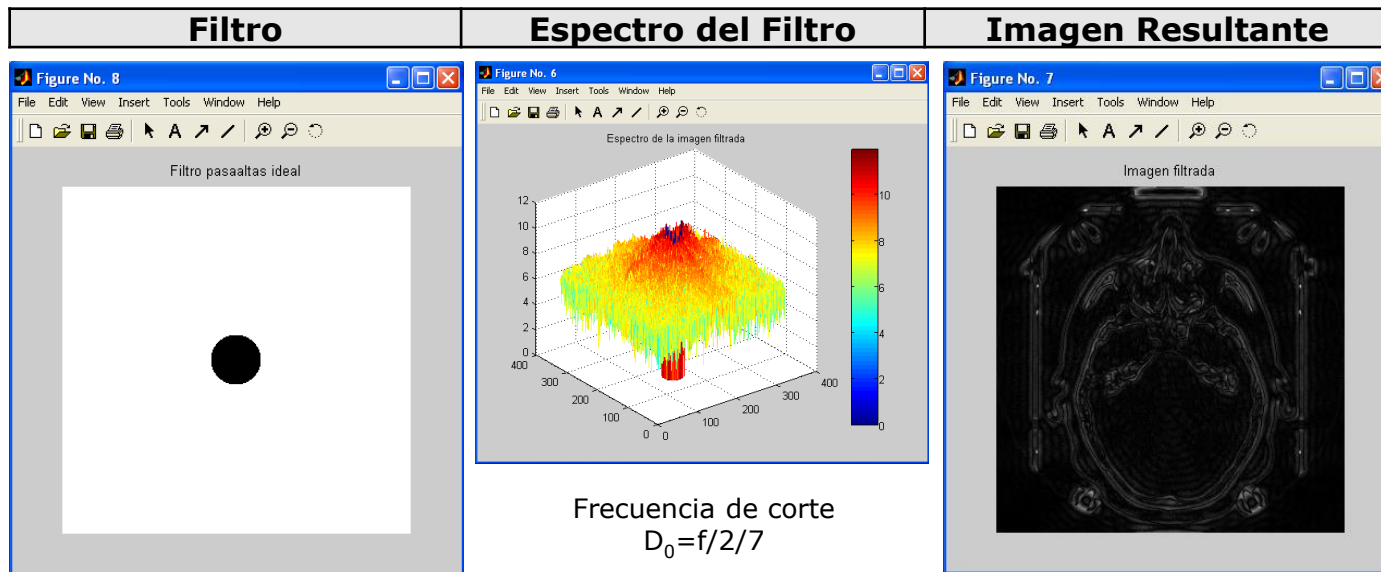 Filtro
Espectro del Filtro
Imagen Resultante
Figure No. 8
File Edit View Insert Tools Window Help
A
Filtro pasaaltas ideal
Figure No. 6
File Edit View Insert Tools Window Help
A
Espectro de la imagen filtrada
12
10
8
6
4
2
0
400
300
200
100
0
0
100
200
300
400
10
8
6
4
2
0
Frecuencia de corte
D₀=f/2/7
Figure No. 7
File Edit View Insert Tools Window Help
A
Imagen filtrada